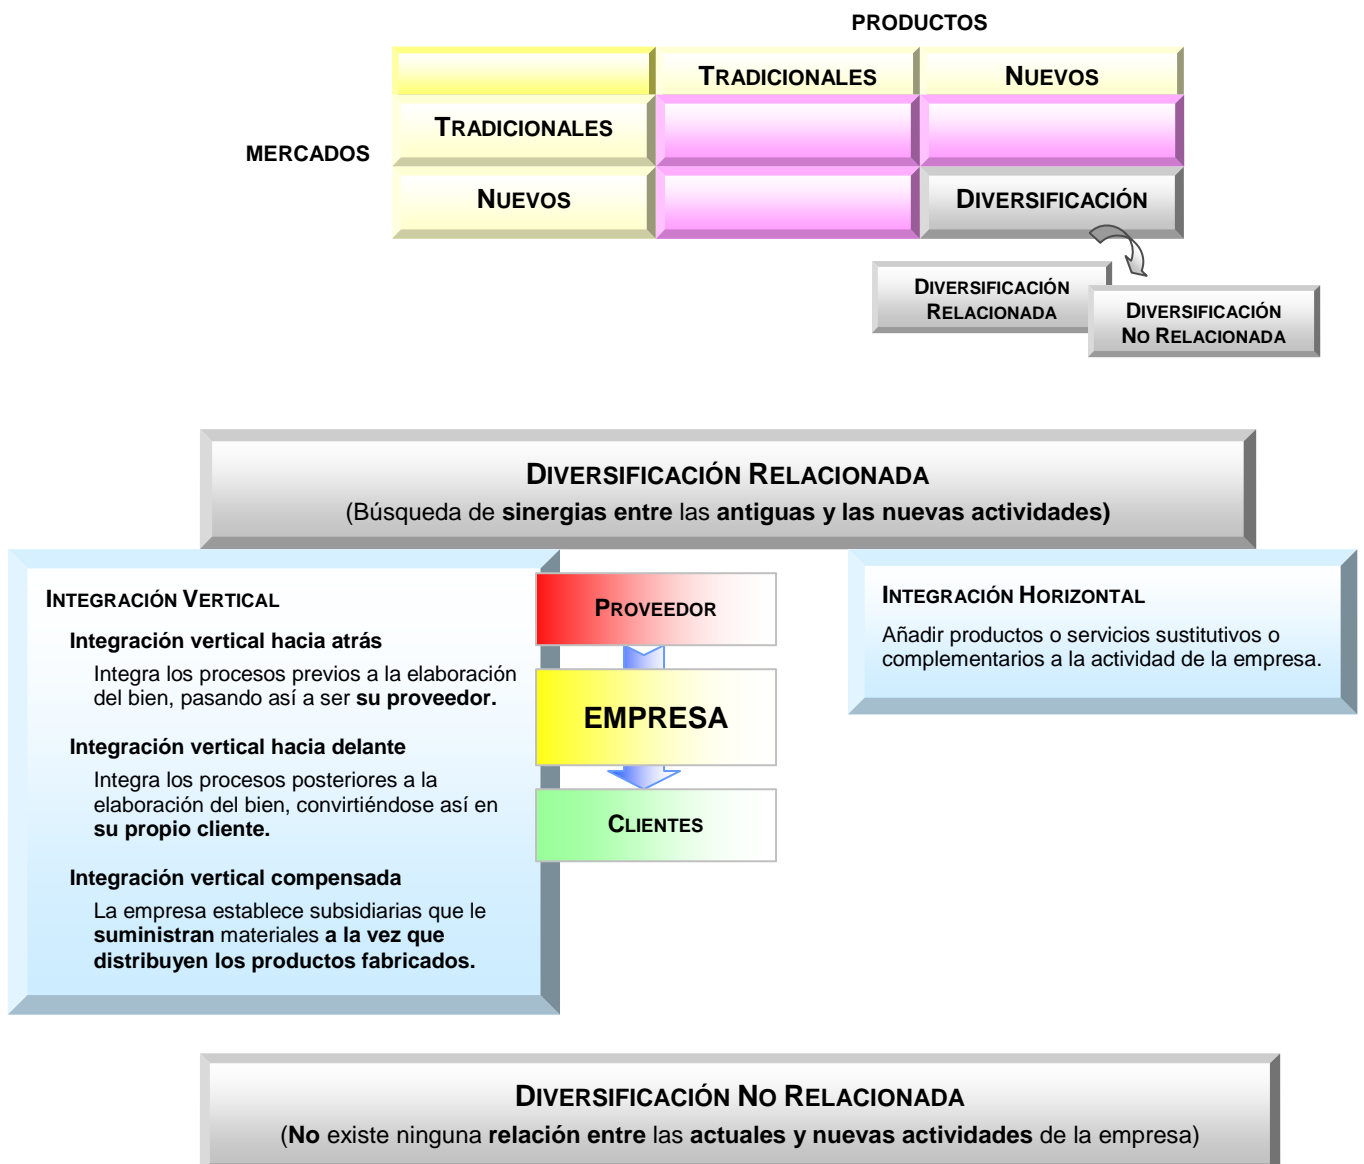 PRODUCTOS
TRADICIONALES
NUEVOS
MERCADOS
TRADICIONALES
NUEVOS
DIVERSIFICACIÓN
DIVERSIFICACIÓN
RELACIONADA
DIVERSIFICACIÓN
NO RELACIONADA
DIVERSIFICACIÓN RELACIONADA
(Búsqueda de sinergias entre las antiguas y las nuevas actividades)
INTEGRACIÓN VERTICAL
Integración vertical hacia atrás
Integra los procesos previos a la elaboración
del bien, pasando así a ser su proveedor.
Integración vertical hacia delante
Integra los procesos posteriores a la
elaboración del bien, convirtiéndose así en
su propio cliente.
Integración vertical compensada
La empresa establece subsidiarias que le
suministran materiales a la vez que
distribuyen los productos fabricados.
PROVEEDOR
EMPRESA
CLIENTES
INTEGRACIÓN HORIZONTAL
Añadir productos o servicios sustitutivos o
complementarios a la actividad de la empresa.
DIVERSIFICACIÓN NO RELACIONADA
(No existe ninguna relación entre las actuales y nuevas actividades de la empresa)